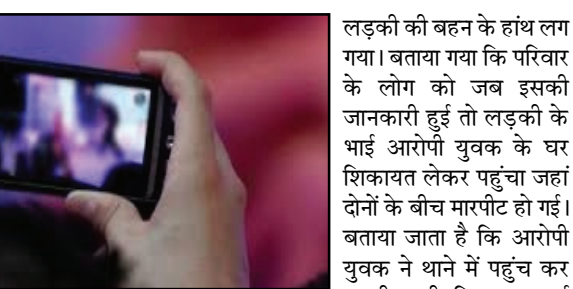 लड़की की बहन के हांथ लग
गया। बताया गया कि परिवार
के लोग को जब इसकी
जानकारी हुई तो लड़की के
भाई आरोपी युवक के घर
शिकायत लेकर पहुंचा जहां
दोनों के बीच मारपीट हो गई।
बताया जाता है कि आरोपी
युवक ने थाने में पहुंच कर